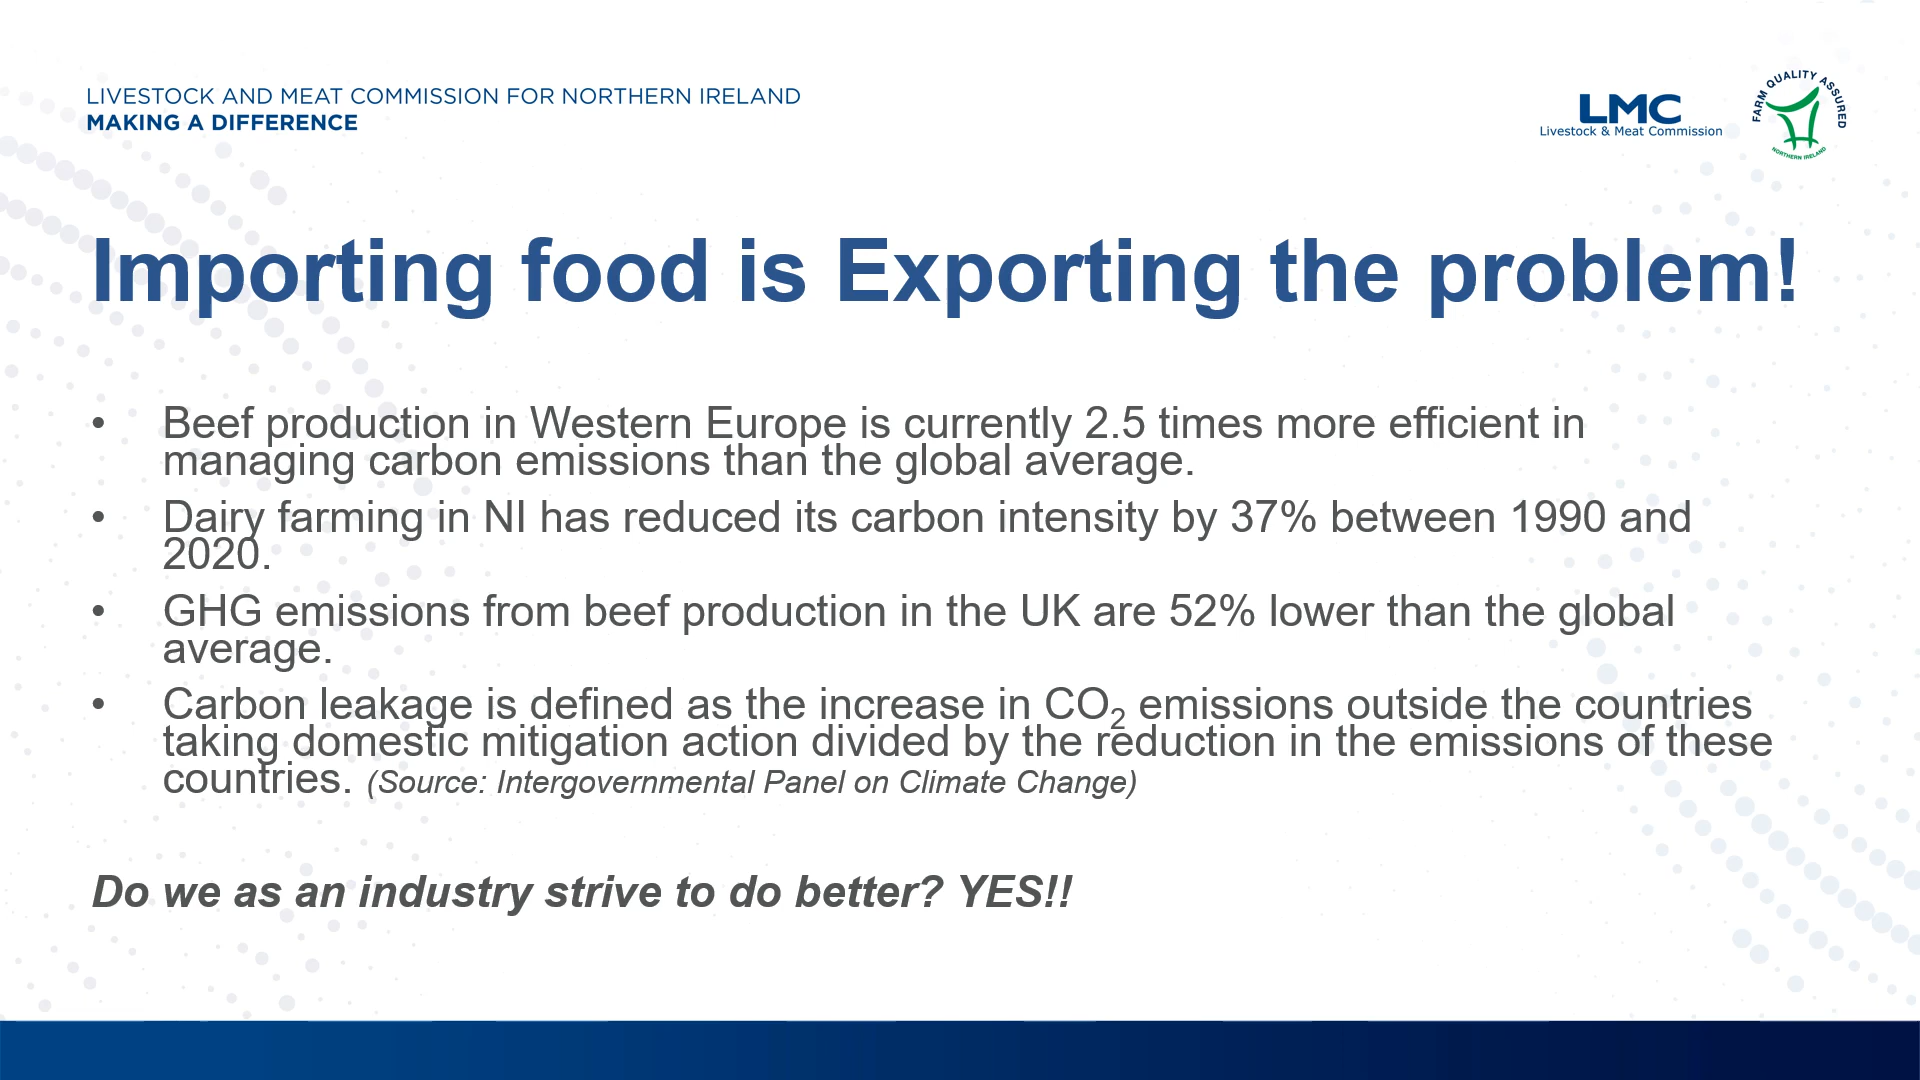 LIVESTOCK AND MEAT COMMISSION FOR NORTHERN IRELAND
MAKING A DIFFERENCE
LMC
Livestock & Meat Commission
FARM QUALITY ASSURED
NORTHERN IRELAND
Importing food is Exporting the problem!
• Beef production in Western Europe is currently 2.5 times more efficient in
managing carbon emissions than the global average.
• Dairy farming in NI has reduced its carbon intensity by 37% between 1990 and
2020.
• GHG emissions from beef production in the UK are 52% lower than the global
average.
• Carbon leakage is defined as the increase in CO₂ emissions outside the countries
taking domestic mitigation action divided by the reduction in the emissions of these
countries. (Source: Intergovernmental Panel on Climate Change)
Do we as an industry strive to do better? YES!!